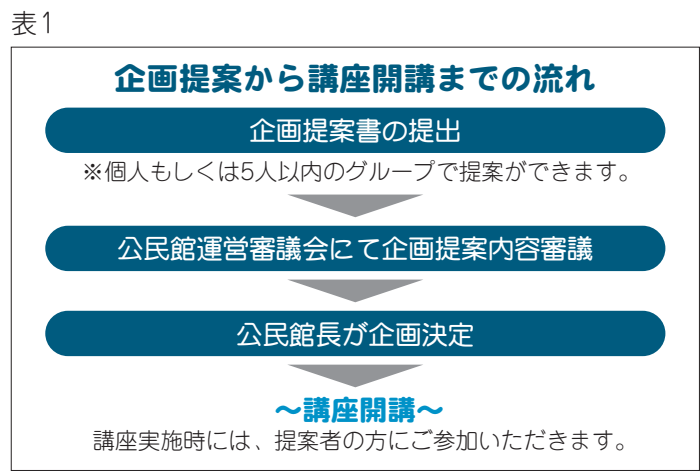 表1
企画提案から講座開講までの流れ
企画提案書の提出
※個人もしくは5人以内のグループで提案ができます。
公民館運営審議会にて企画提案内容審議
公民館長が企画決定
～講座開講～
講座実施時には、提案者の方にご参加いただきます。